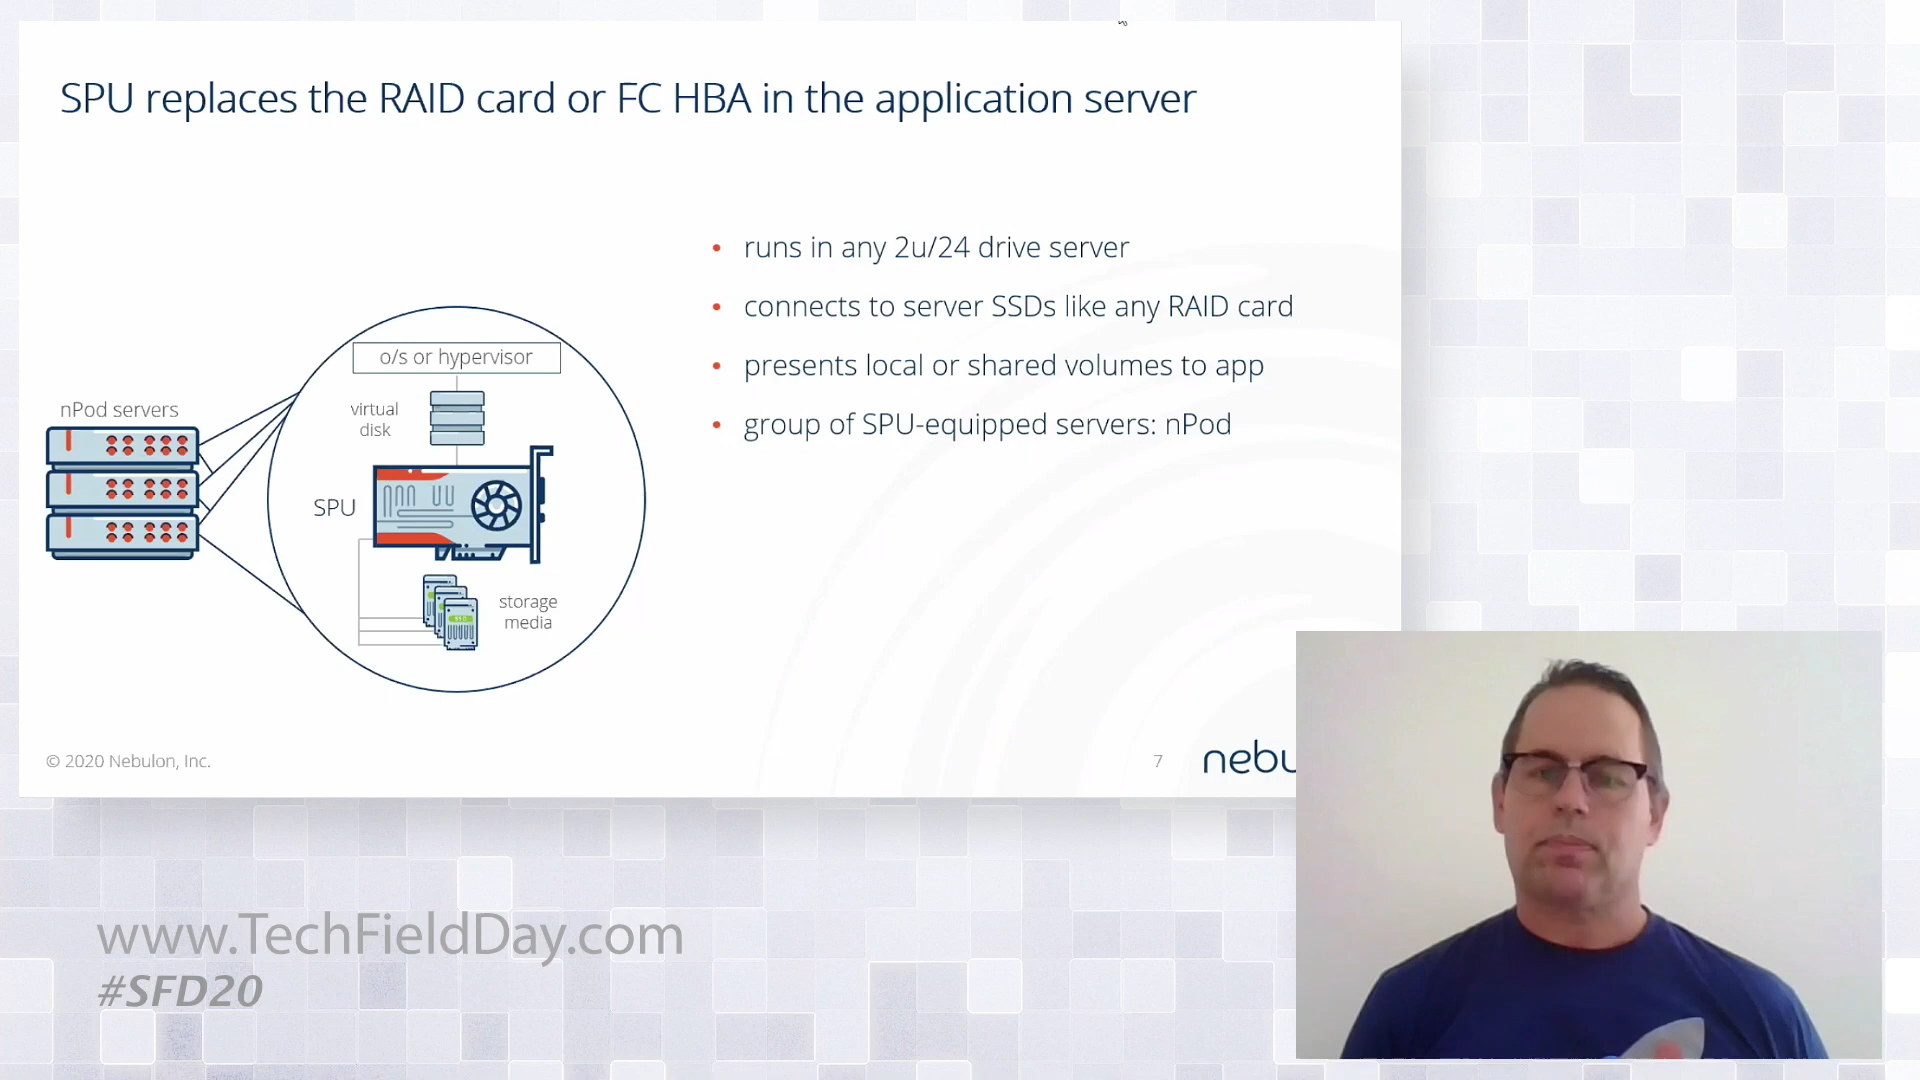 SPU replaces the RAID card or FC HBA in the application server
• runs in any 2u/24 drive server
• connects to server SSDs like any RAID card
• presents local or shared volumes to app
• group of SPU-equipped servers: nPod
o/s or hypervisor
virtual
disk
nPod servers
SPU
storage
media
© 2020 Nebulon, Inc.
7
nebu
www.TechFieldDay.com
#SFD20